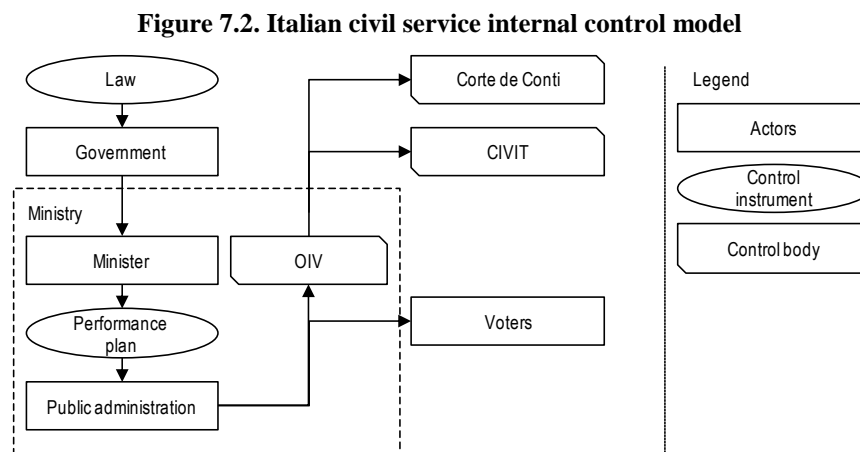 Figure 7.2. Italian civil service internal control model
Law
Government
Ministry
Minister
Performance
plan
Public administration
OIV
Corte de Conti
CIVIT
Voters
Legend
Actors
Control
instrument
Control body